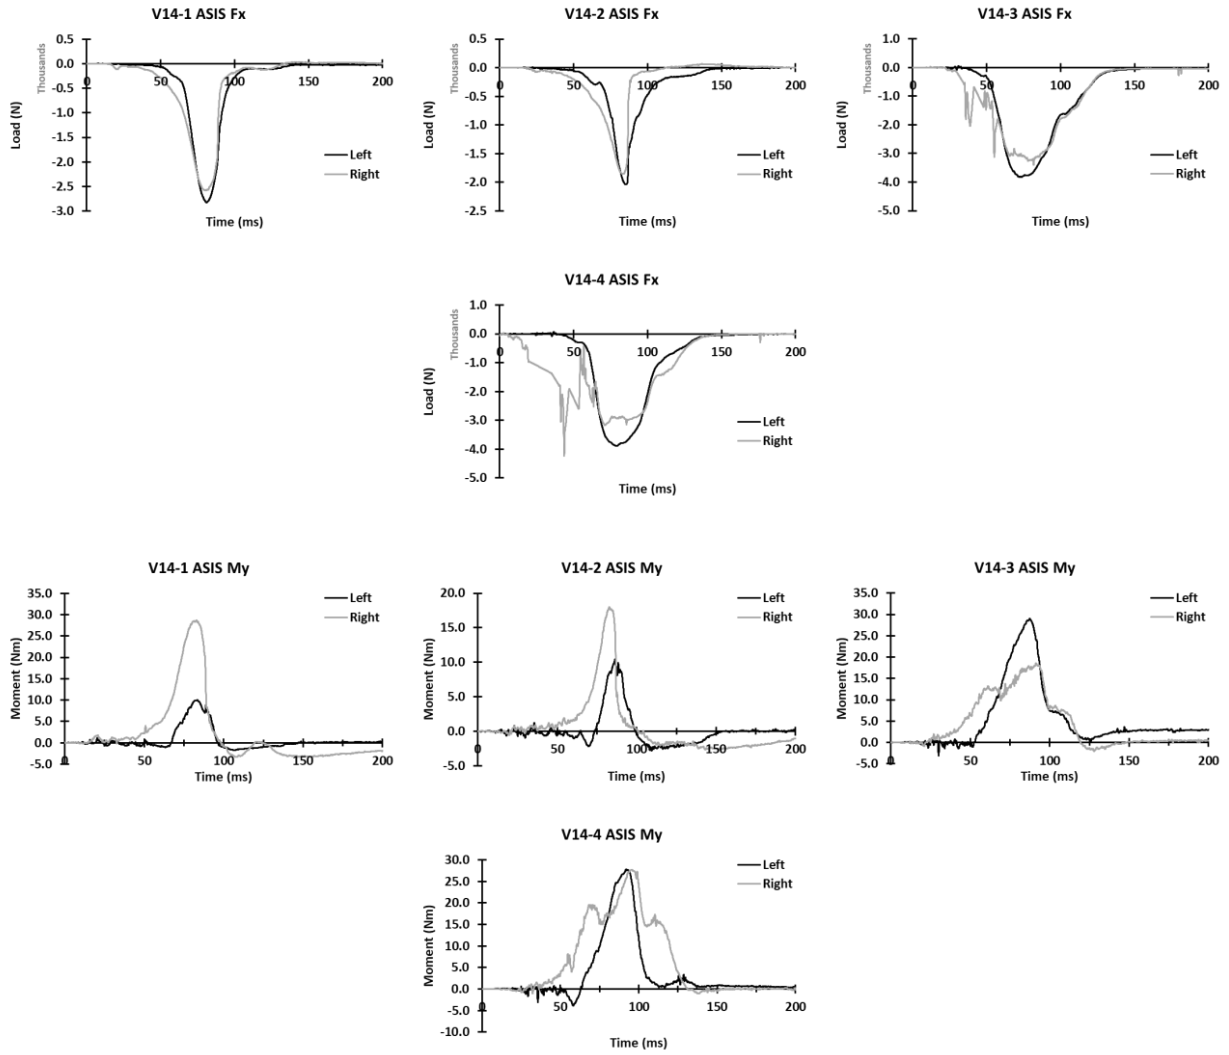 V14-1 ASIS Fx
0.5
0.0
-0.5
-1.0
-1.5
-2.0
-2.5
-3.0
0 50 100 150 200
Thousands
Load (N)
Left
Right
Time (ms)
V14-2 ASIS Fx
0.5
0.0
-0.5
-1.0
-1.5
-2.0
-2.5
0 50 100 150 200
Thousands
Load (N)
Left
Right
Time (ms)
V14-3 ASIS Fx
1.0
0.0
-1.0
-2.0
-3.0
-4.0
-5.0
0 50 100 150 200
Thousands
Load (N)
Left
Right
Time (ms)
V14-4 ASIS Fx
1.0
0.0
-1.0
-2.0
-3.0
-4.0
-5.0
0 50 100 150 200
Thousands
Load (N)
Left
Right
Time (ms)
V14-1 ASIS My
35.0
30.0
25.0
20.0
15.0
10.0
5.0
0.0
-5.0
0 50 100 150 200
Moment (Nm)
Left
Right
Time (ms)
V14-2 ASIS My
20.0
15.0
10.0
5.0
0.0
-5.0
0 50 100 150 200
Moment (Nm)
Left
Right
Time (ms)
V14-3 ASIS My
35.0
30.0
25.0
20.0
15.0
10.0
5.0
0.0
-5.0
0 50 100 150 200
Moment (Nm)
Left
Right
Time (ms)
V14-4 ASIS My
30.0
25.0
20.0
15.0
10.0
5.0
0.0
-5.0
-10.0
0 50 100 150 200
Moment (Nm)
Left
Right
Time (ms)